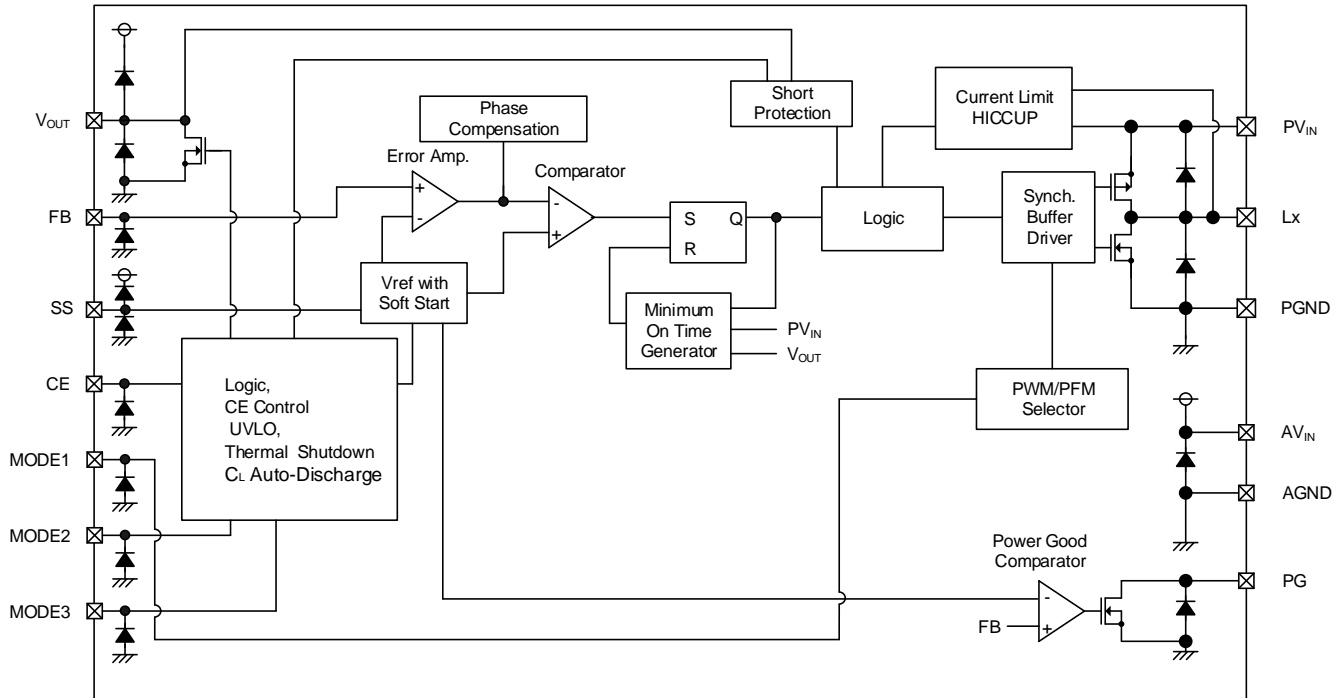 VOUT
FB
SS
CE
MODE1
MODE2
MODE3
Phase
Compensation
Error Amp.
+
-
Comparator
-
+
Vref with
Soft Start
Short
Protection
Current Limit
HICCUP
S Q
R
Logic
Synch.
Buffer
Driver
Minimum
On Time
Generator
PVIN
VOUT
Logic,
CE Control
UVLO,
Thermal Shutdown
CL Auto-Discharge
PWM/PFM
Selector
Power Good
Comparator
-
+
FB
PVIN
Lx
PGND
AVIN
AGND
PG